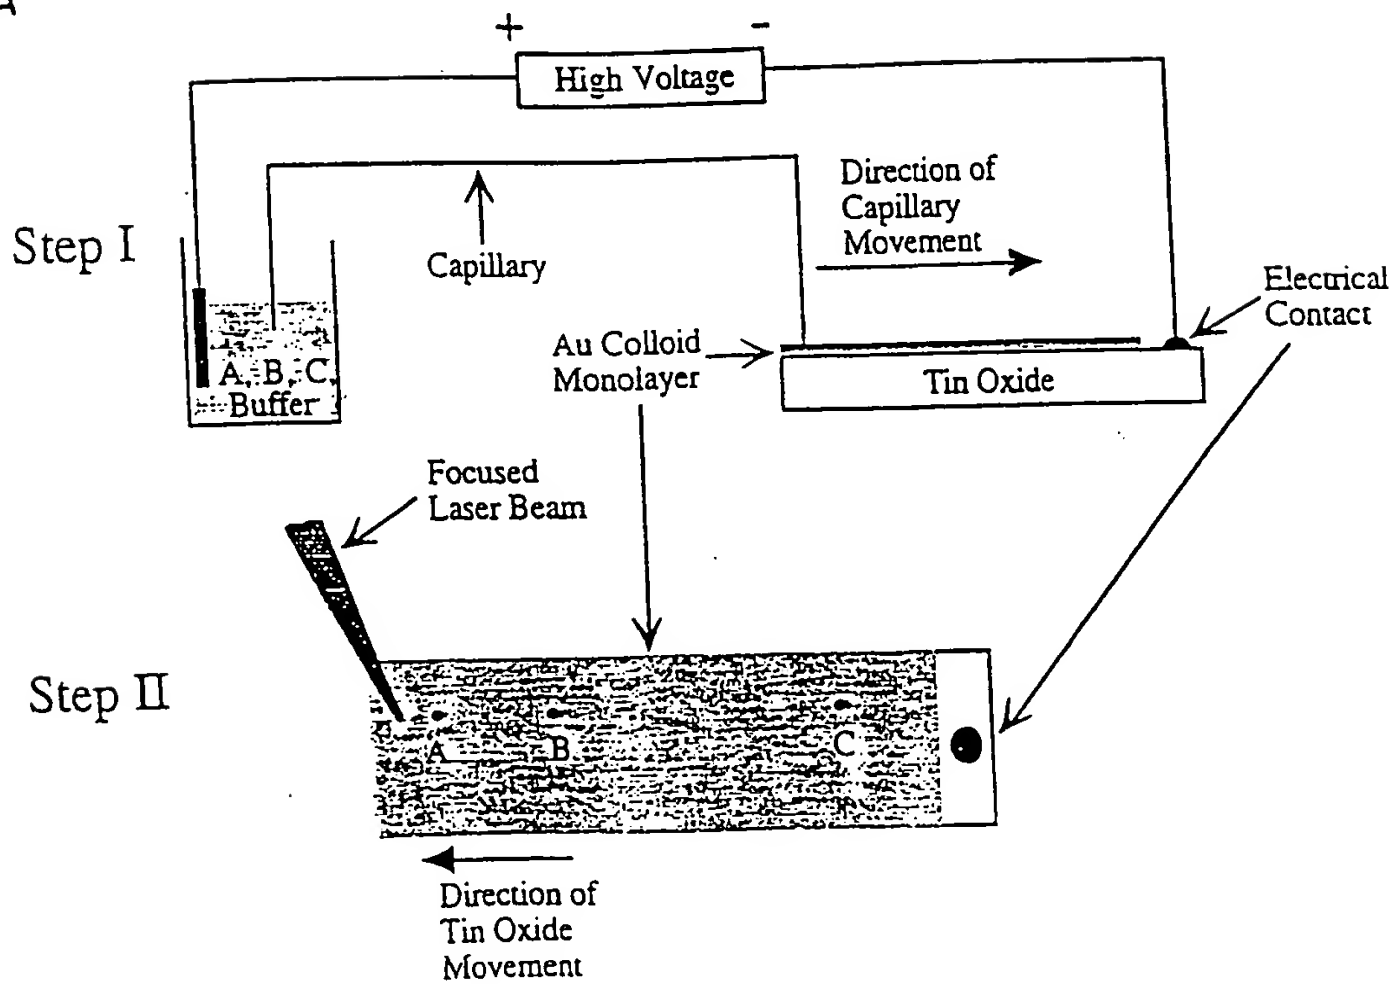 + -
High Voltage
Direction of
Capillary
Movement
Step I
Capillary
Electrical
Contact
Au Colloid
Monolayer
A, B, C,
Buffer
Tin Oxide
Focused
Laser Beam
Step II
A B C
Direction of
Tin Oxide
Movement